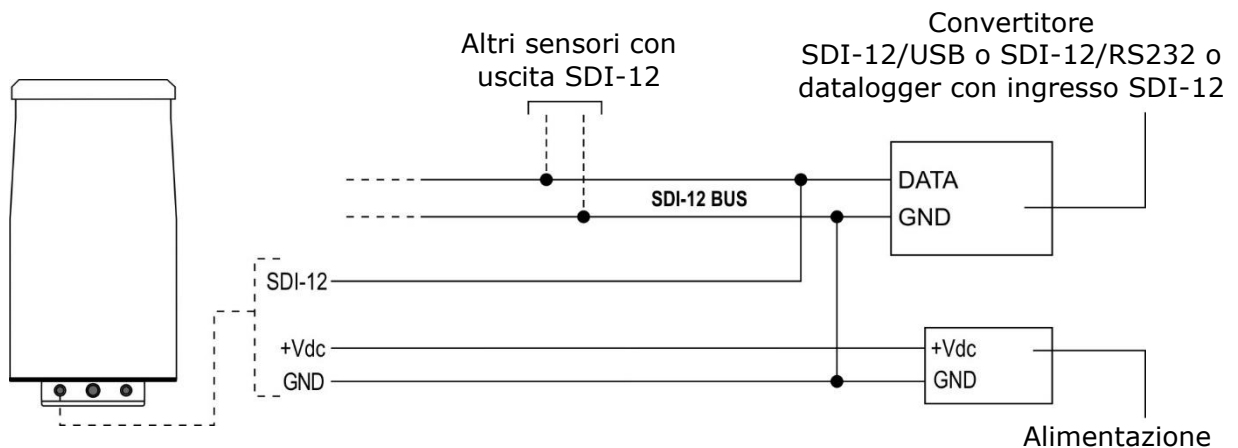 Altri sensori con
uscita SDI-12
Convertitore
SDI-12/USB o SDI-12/RS232 o
datalogger con ingresso SDI-12
DATA
SDI-12 BUS
GND
SDI-12
+Vdc
+Vdc
GND
GND
Alimentazione